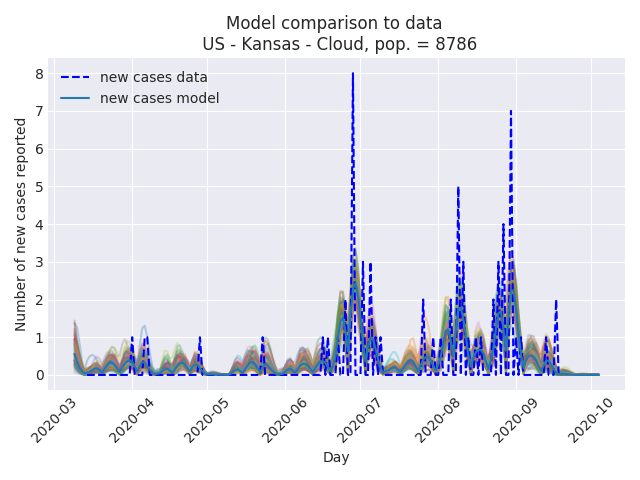 Model comparison to data
US - Kansas - Cloud, pop. = 8786
new cases data
new cases model
Number of new cases reported
8
7
6
5
4
3
2
1
0
2020-03
2020-04
2020-05
2020-06
2020-07
2020-08
2020-09
2020-10
Day